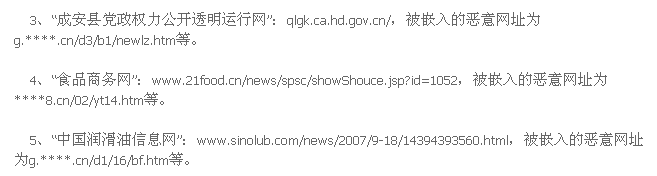 3、“成安县党政权力公开透明运行网”：qlgk.ca.hd.gov.cn/，被嵌入的恶意网址为
g.****.cn/d3/b1/newlz.htm等。
4、“食品商务网”：www.21food.cn/news/spsc/showShouce.jsp?id=1052，被嵌入的恶意网址为
****8.cn/02/yt14.htm等。
5、“中国润滑油信息网”：www.sinolub.com/news/2007/9-18/14394393560.html，被嵌入的恶意网址
为g.****.cn/d1/16/bf.htm等。